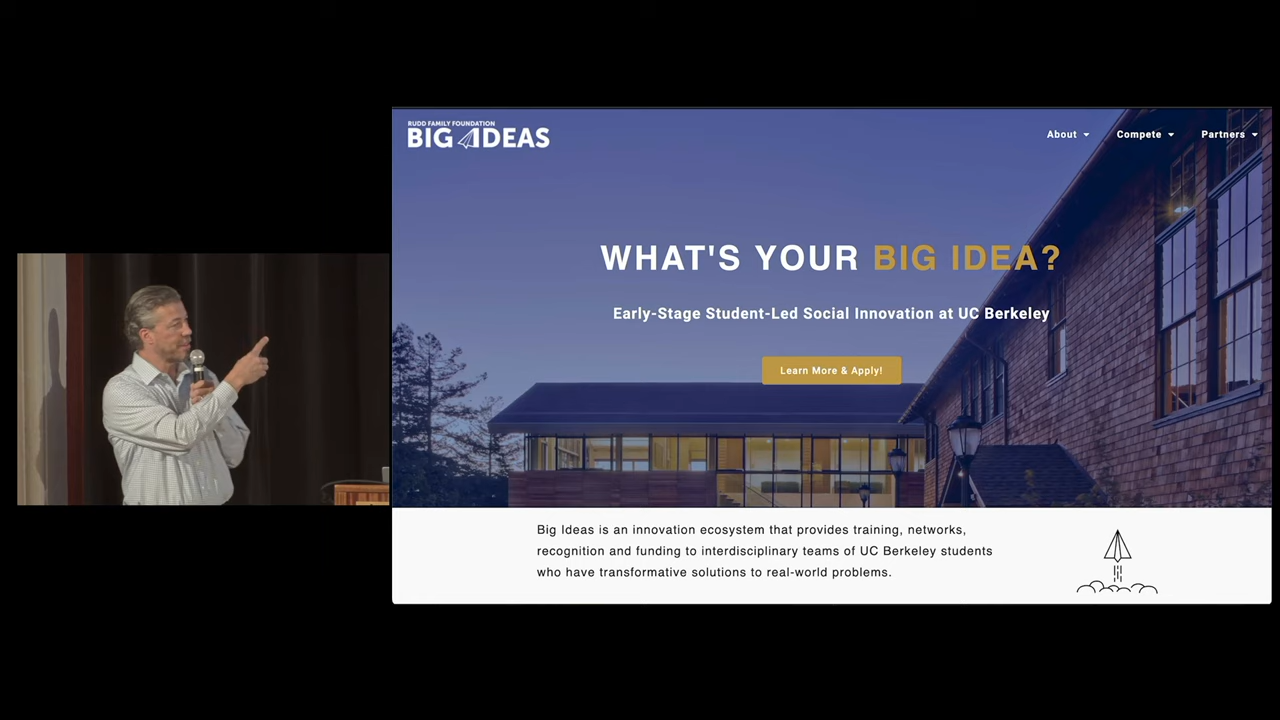 RUDD FAMILY FOUNDATION
BIG IDEAS
About
Compete
Partners
WHAT'S YOUR BIG IDEA?
Early-Stage Student-Led Social Innovation at UC Berkeley
Learn More & Apply!
Big Ideas is an innovation ecosystem that provides training, networks,
recognition and funding to interdisciplinary teams of UC Berkeley students
who have transformative solutions to real-world problems.